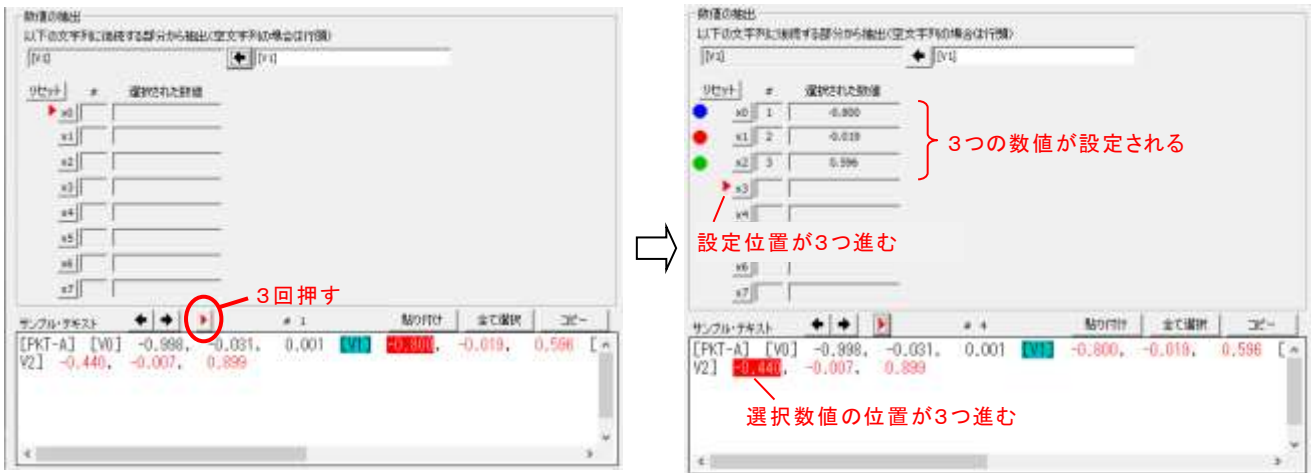 数値の抽出
以下の文字列に後続する部分から抽出(空文字列の場合は行頭)
[V1]
[V1]
リセット # 選択された数値
x0
x1
x2
x3
x4
x5
x6
x7
3回押す
サンプル・テキスト # 1 貼り付け 全て選択 コピー
[PKT-A] [V0] -0.998, -0.031, 0.001 [V1] -0.800, -0.019, 0.596 [
V2] -0.440, -0.007, 0.899
数値の抽出
以下の文字列に後続する部分から抽出(空文字列の場合は行頭)
[V1]
[V1]
リセット # 選択された数値
x0 1 -0.800
x1 2 -0.019
x2 3 0.596
3つの数値が設定される
x3
x4
設定位置が3つ進む
x6
x7
サンプル・テキスト # 4 貼り付け 全て選択 コピー
[PKT-A] [V0] -0.998, -0.031, 0.001 [V1] -0.800, -0.019, 0.596 [
V2] -0.440, -0.007, 0.899
選択数値の位置が3つ進む